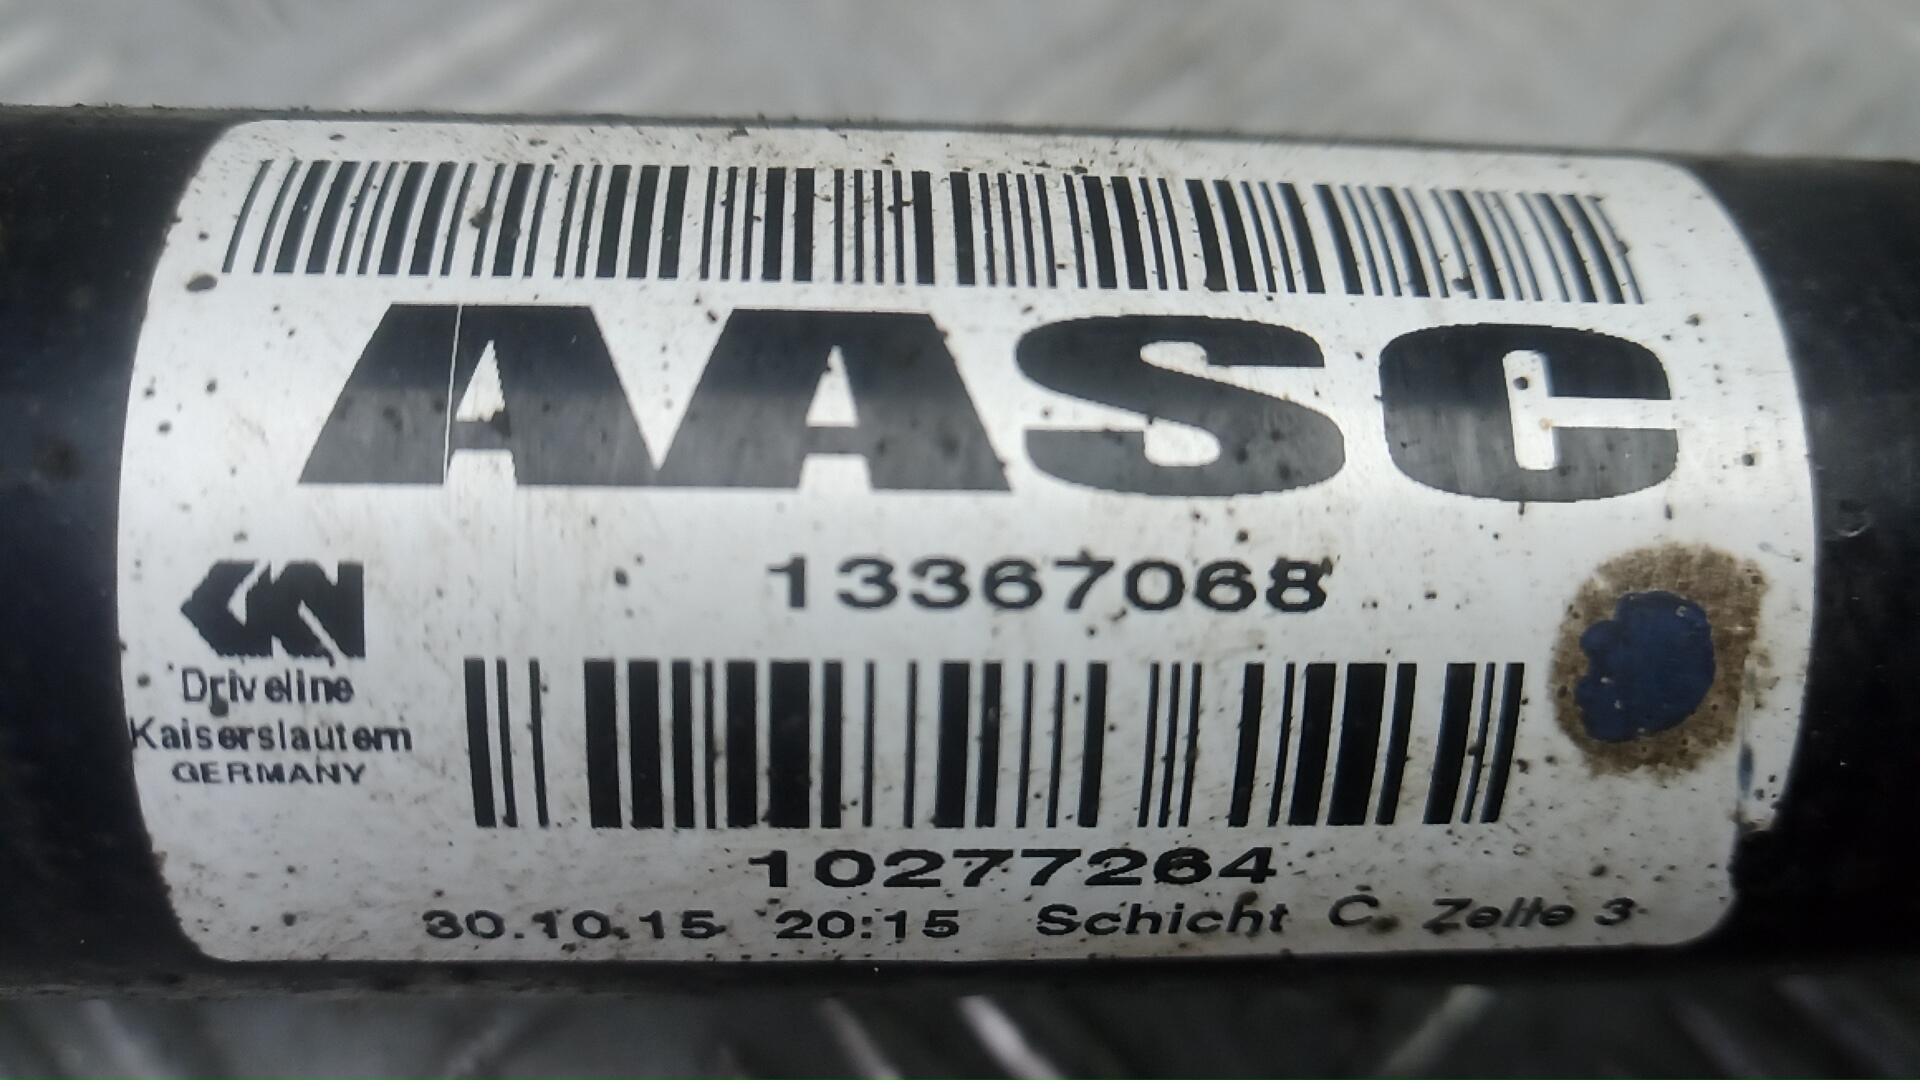 AASC
13367068
GKN
Driveline
Kaiserslautern
GERMANY
10277264
30.10.15 20:15 Schicht C, Zelle 3